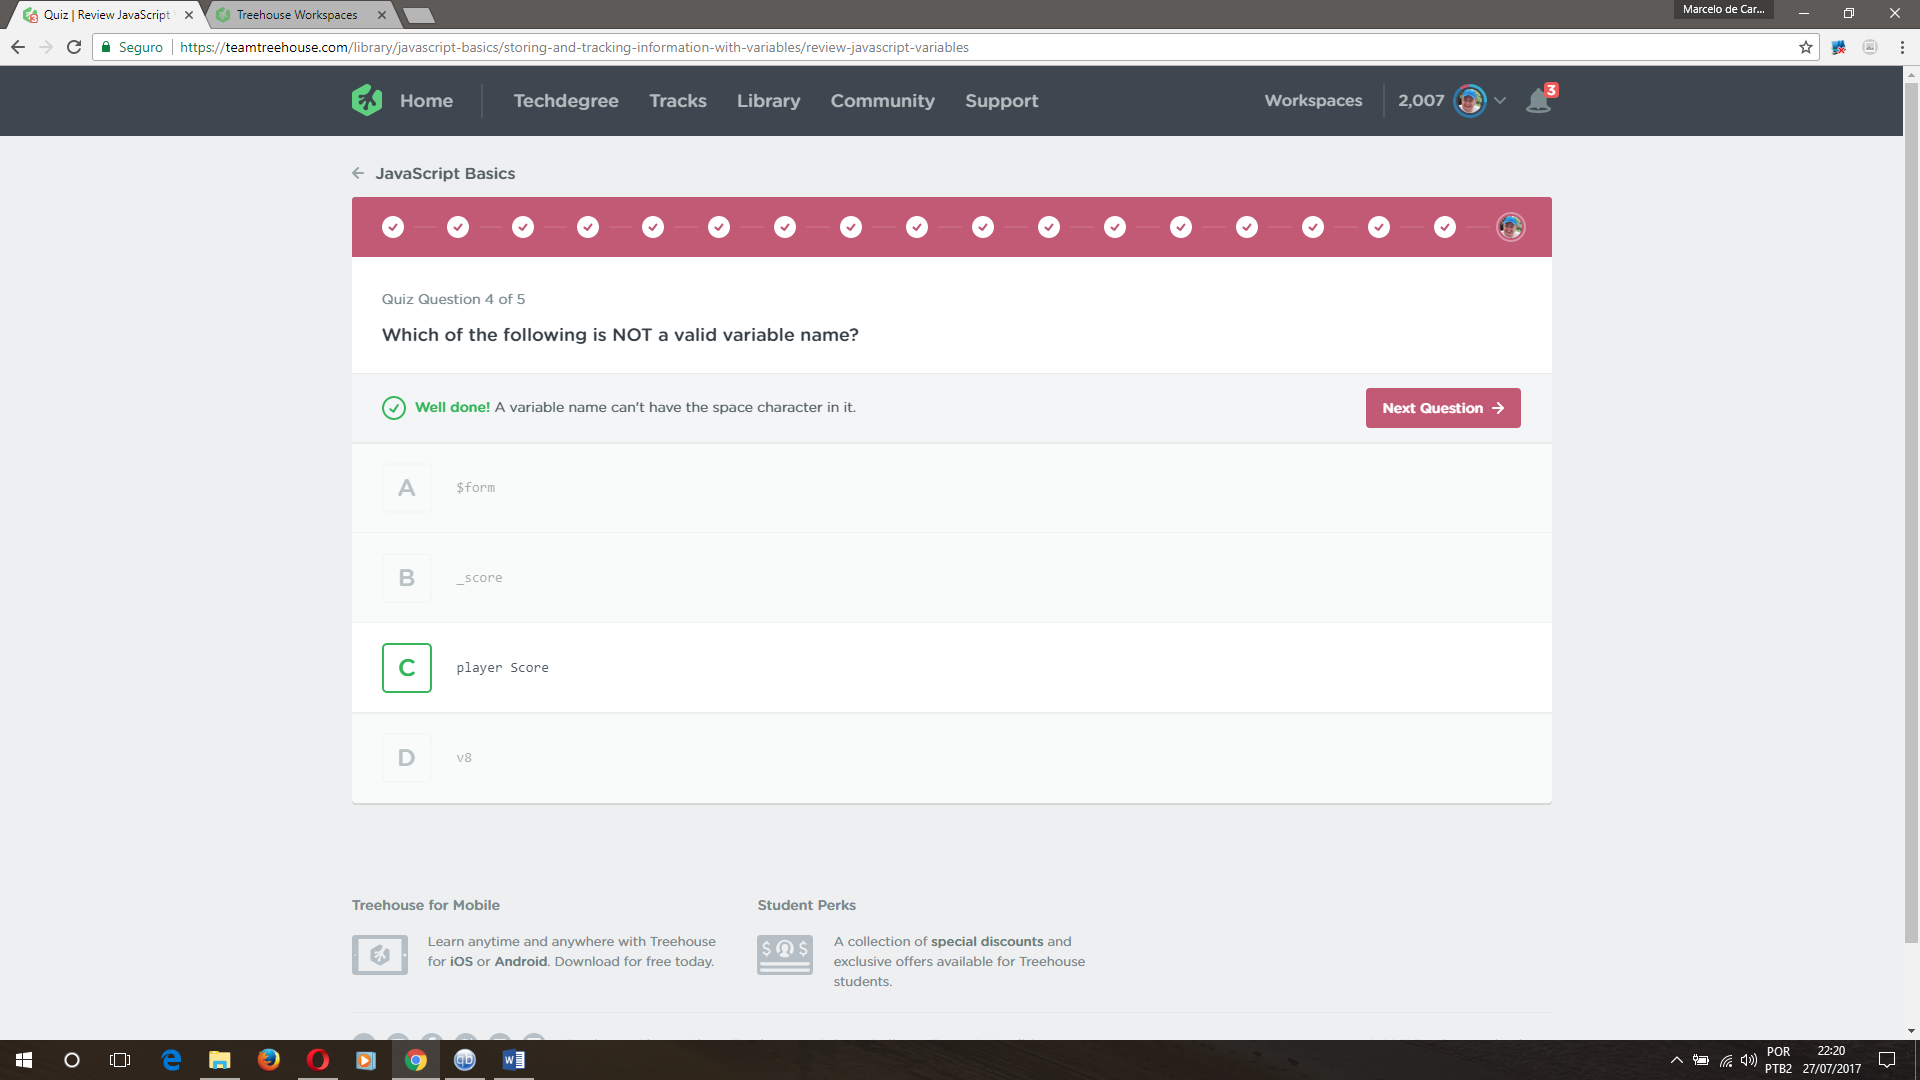 Quiz | Review JavaScript
Treehouse Workspaces
Marcelo de Car...
Seguro
https://teamtreehouse.com/library/javascript-basics/storing-and-tracking-information-with-variables/review-javascript-variables
Home
Techdegree
Tracks
Library
Community
Support
Workspaces
2,007
3
JavaScript Basics
Quiz Question 4 of 5
Which of the following is NOT a valid variable name?
Well done! A variable name can't have the space character in it.
Next Question
A
$form
B
_score
C
player Score
D
v8
Treehouse for Mobile
Learn anytime and anywhere with Treehouse
for iOS or Android. Download for free today.
Student Perks
A collection of special discounts and
exclusive offers available for Treehouse
students.
POR
PTB2
22:20
27/07/2017